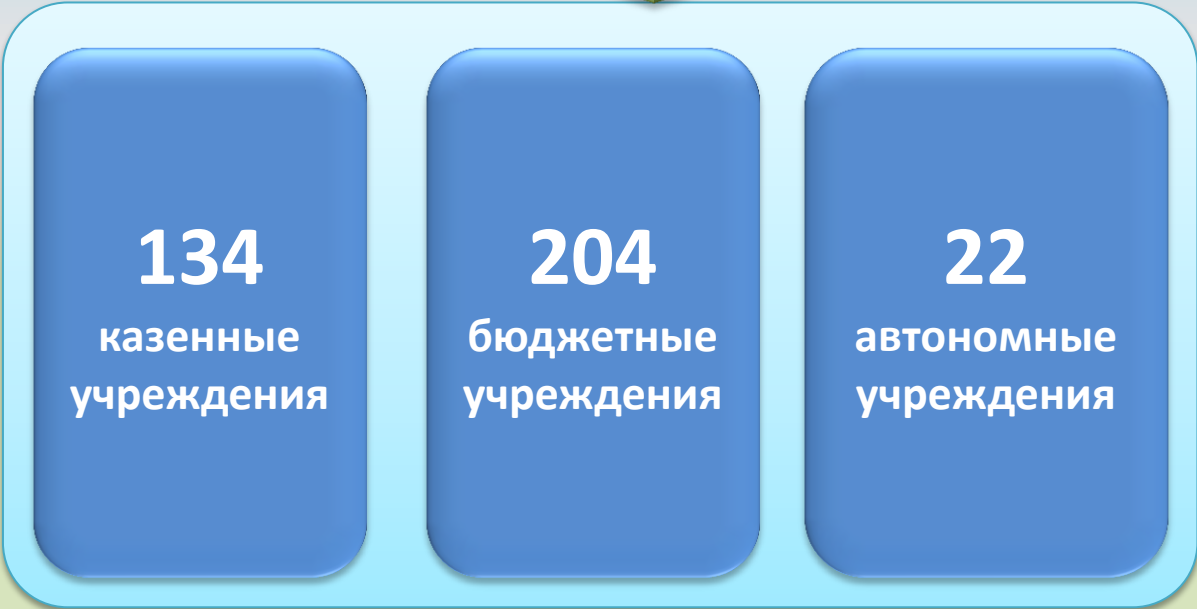 134
казенные
учреждения
204
бюджетные
учреждения
22
автономные
учреждения